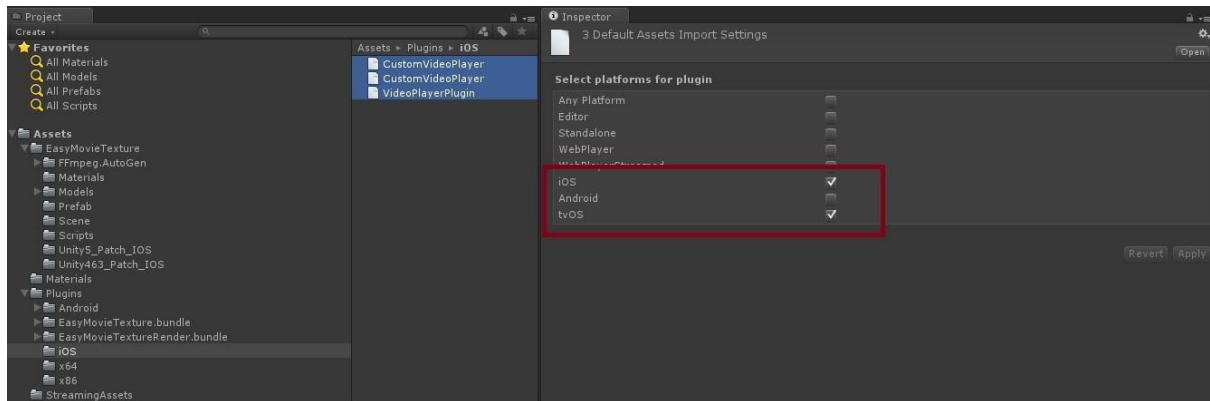 Project
Create
Favorites
All Materials
All Models
All Prefabs
All Scripts
Assets
EasyMovieTexture
FFmpeg.AutoGen
Materials
Models
Prefab
Scene
Scripts
Unity5_Patch_IOS
Unity463_Patch_IOS
Materials
Plugins
Android
EasyMovieTexture.bundle
EasyMovieTextureRender.bundle
iOS
x64
x86
StreamingAssets
Assets ▸ Plugins ▸ iOS
CustomVideoPlayer
CustomVideoPlayer
VideoPlayerPlugin
Inspector
3 Default Assets Import Settings
Open
Select platforms for plugin
Any Platform
Editor
Standalone
WebPlayer
WebPlayerStreamed
iOS
Android
tvOS
Revert Apply